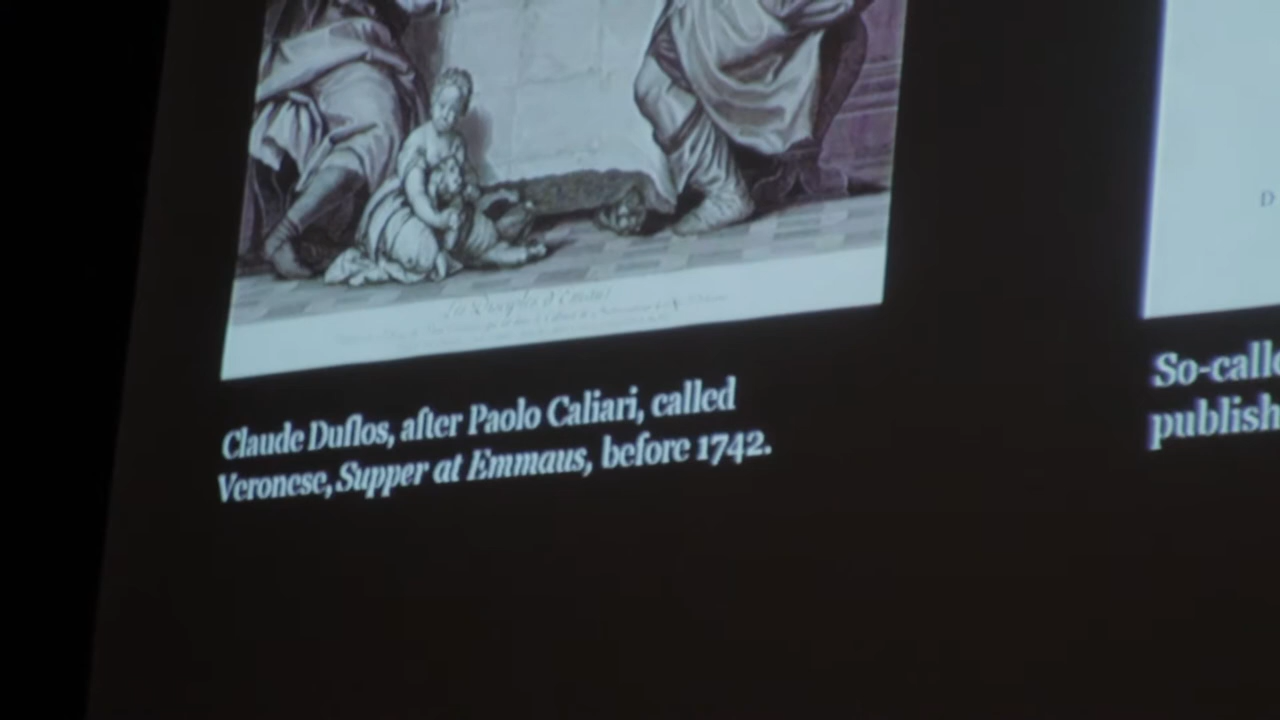 Claude Duflos, after Paolo Caliari, called
Veronese, Supper at Emmaus, before 1742.
D
So-calle
publish